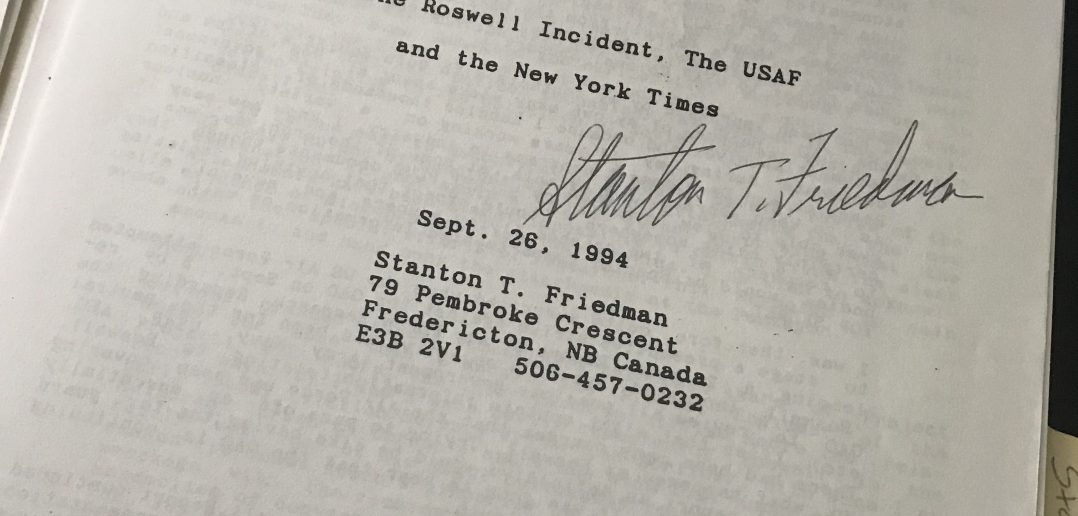 Roswell Incident, The USAF
and the New York Times
Stanton T. Friedman
Sept. 26, 1994
Stanton T. Friedman
79 Pembroke Crescent
Fredericton, NB Canada
E3B 2V1 506-457-0232